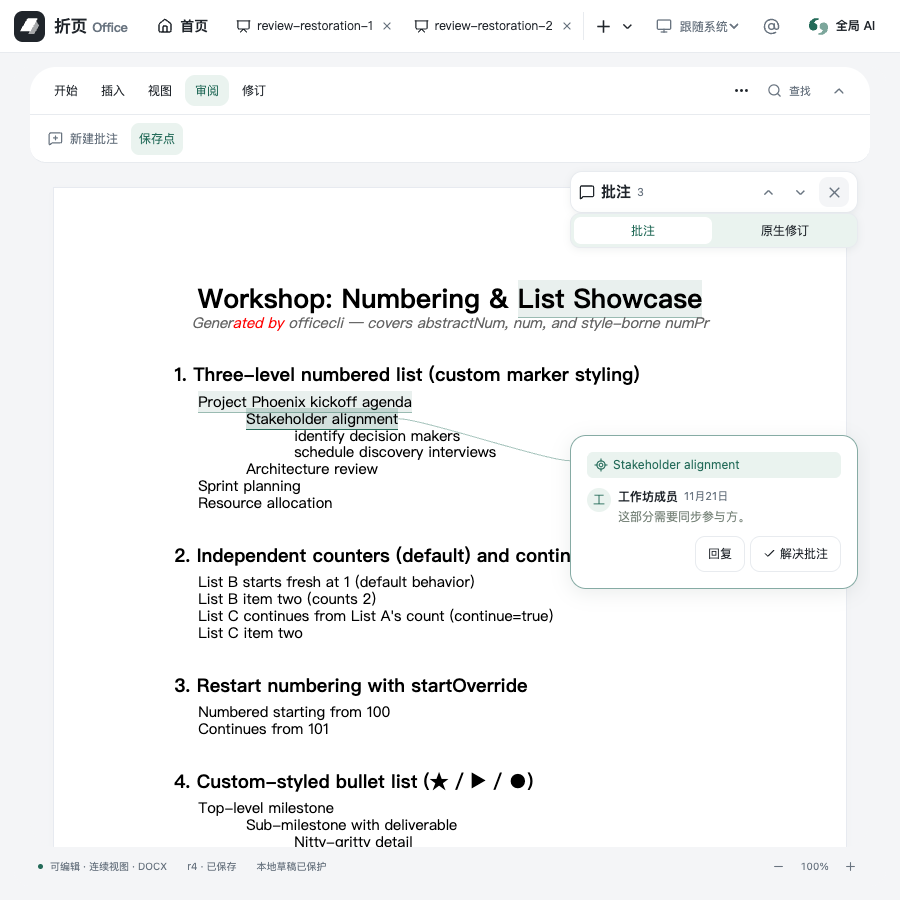 折页 Office
首页
review-restoration-1
review-restoration-2
跟随系统
全局 AI
开始
插入
视图
审阅
修订
查找
新建批注
保存点
批注 3
批注
原生修订
Workshop: Numbering & List Showcase
Generated by officecli — covers abstractNum, num, and style-borne numPr
1. Three-level numbered list (custom marker styling)
Project Phoenix kickoff agenda
Stakeholder alignment
identify decision makers
schedule discovery interviews
Architecture review
Sprint planning
Resource allocation
Stakeholder alignment
工
工作坊成员 11月21日
这部分需要同步参与方。
回复
解决批注
2. Independent counters (default) and contin
List B starts fresh at 1 (default behavior)
List B item two (counts 2)
List C continues from List A's count (continue=true)
List C item two
3. Restart numbering with startOverride
Numbered starting from 100
Continues from 101
4. Custom-styled bullet list (★ / ▶ / ●)
Top-level milestone
Sub-milestone with deliverable
Nitty-gritty detail
可编辑 · 连续视图 · DOCX
r4 · 已保存
本地草稿已保护
100%